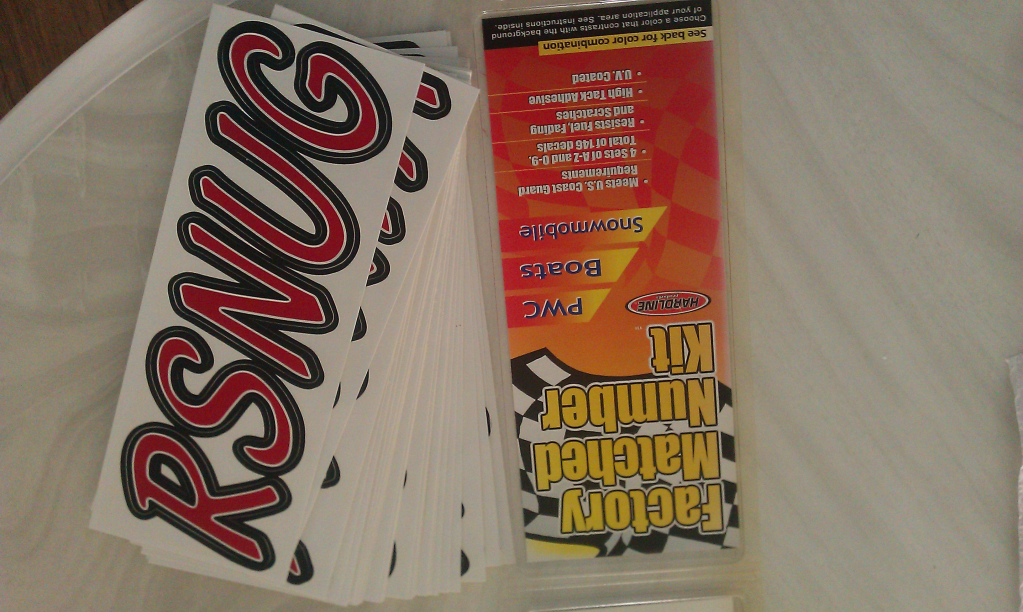 RSNUG
Factory
Matched
Number
Kit
™
HARDLINE
PWC
Boats
Snowmobile
• Meets U.S. Coast Guard
Requirements
• 4 Sets of A-Z and 0-9.
Total of 146 decals
• Resists Fuel, Fading
and Scratches
• High Tack Adhesive
• U.V. Coated
See back for color combination
Choose a color that contrasts with the background
of your application area. See instructions inside.